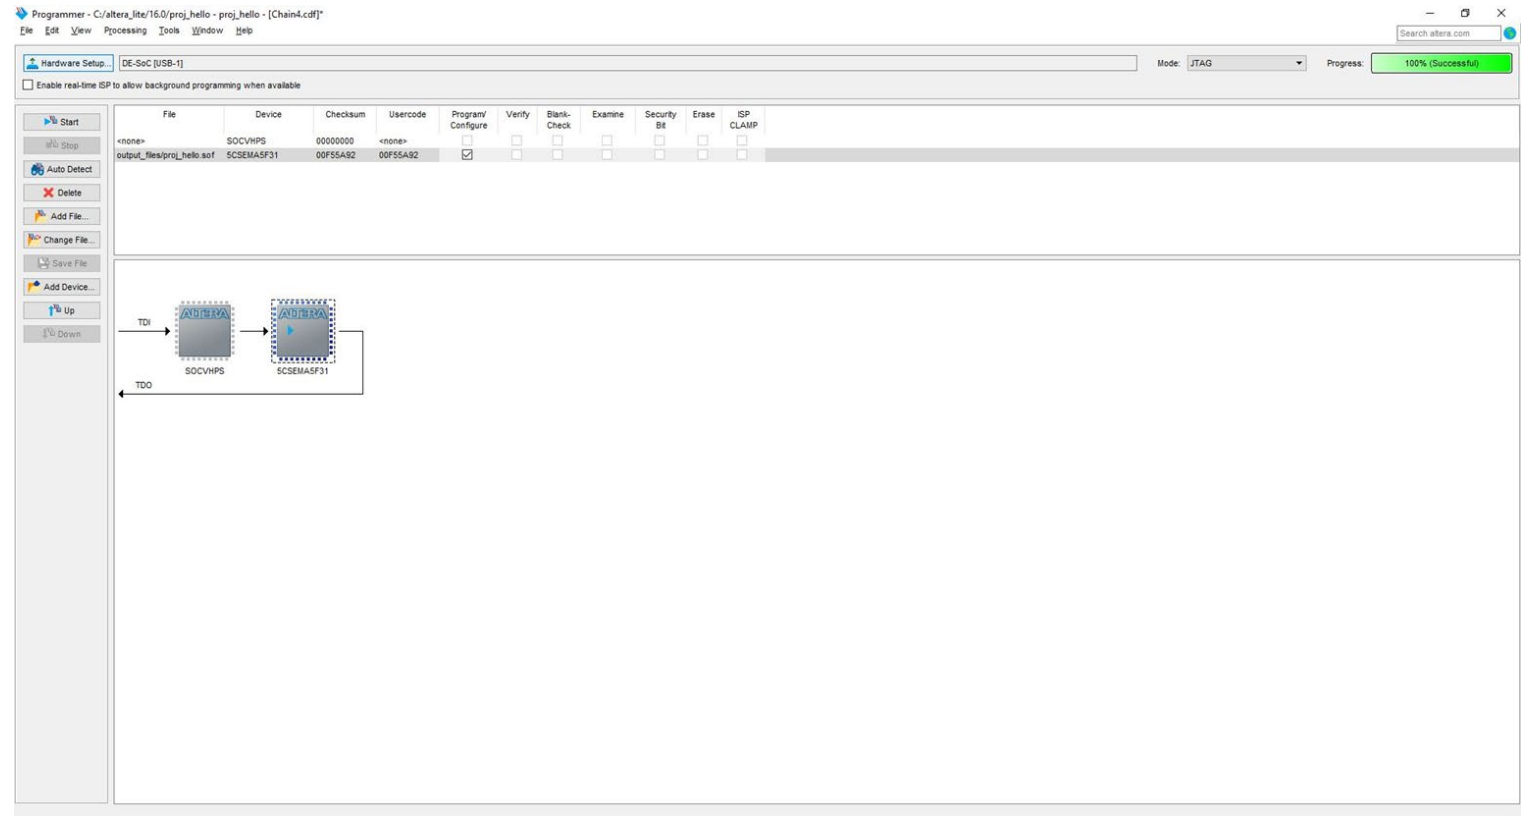 Programmer - C:/altera_lite/16.0/proj_hello - proj_hello - [Chain4.cdf]*
File Edit View Processing Tools Window Help
Search altera.com
Hardware Setup... DE-SoC [USB-1] Mode: JTAG Progress: 100% (Successful)
Enable real-time ISP to allow background programming when available
File Device Checksum Usercode Program/ Configure Verify Blank- Check Examine Security Bit Erase ISP CLAMP
<none> SOCVHPS 00000000 <none>
output_files/proj_hello.sof 5CSEMA5F31 00F55A92 00F55A92
Start
Stop
Auto Detect
Delete
Add File...
Change File...
Save File
Add Device...
Up
Down
ALTERA ALTERA
TDI
SOCVHPS 5CSEMA5F31
TDO